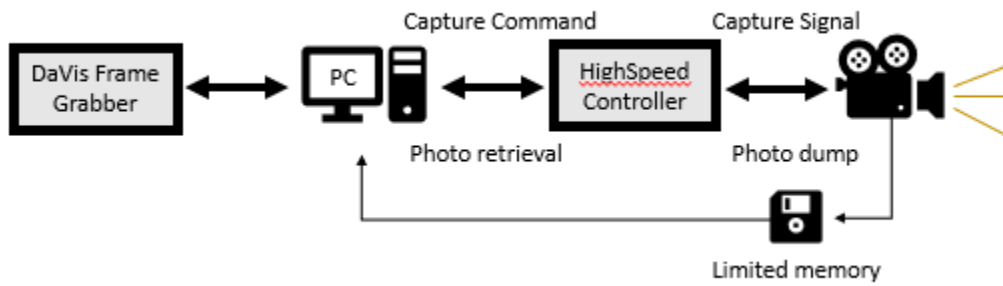 Capture Command
Capture Signal
DaVis Frame
Grabber
PC
HighSpeed
Controller
Photo retrieval
Photo dump
Limited memory